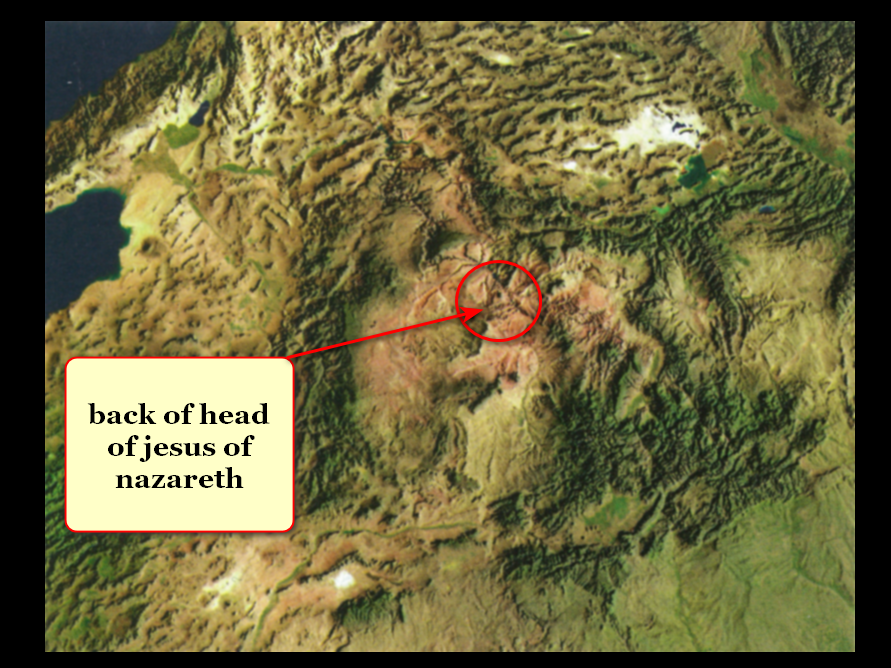 back of head
of jesus of
nazareth